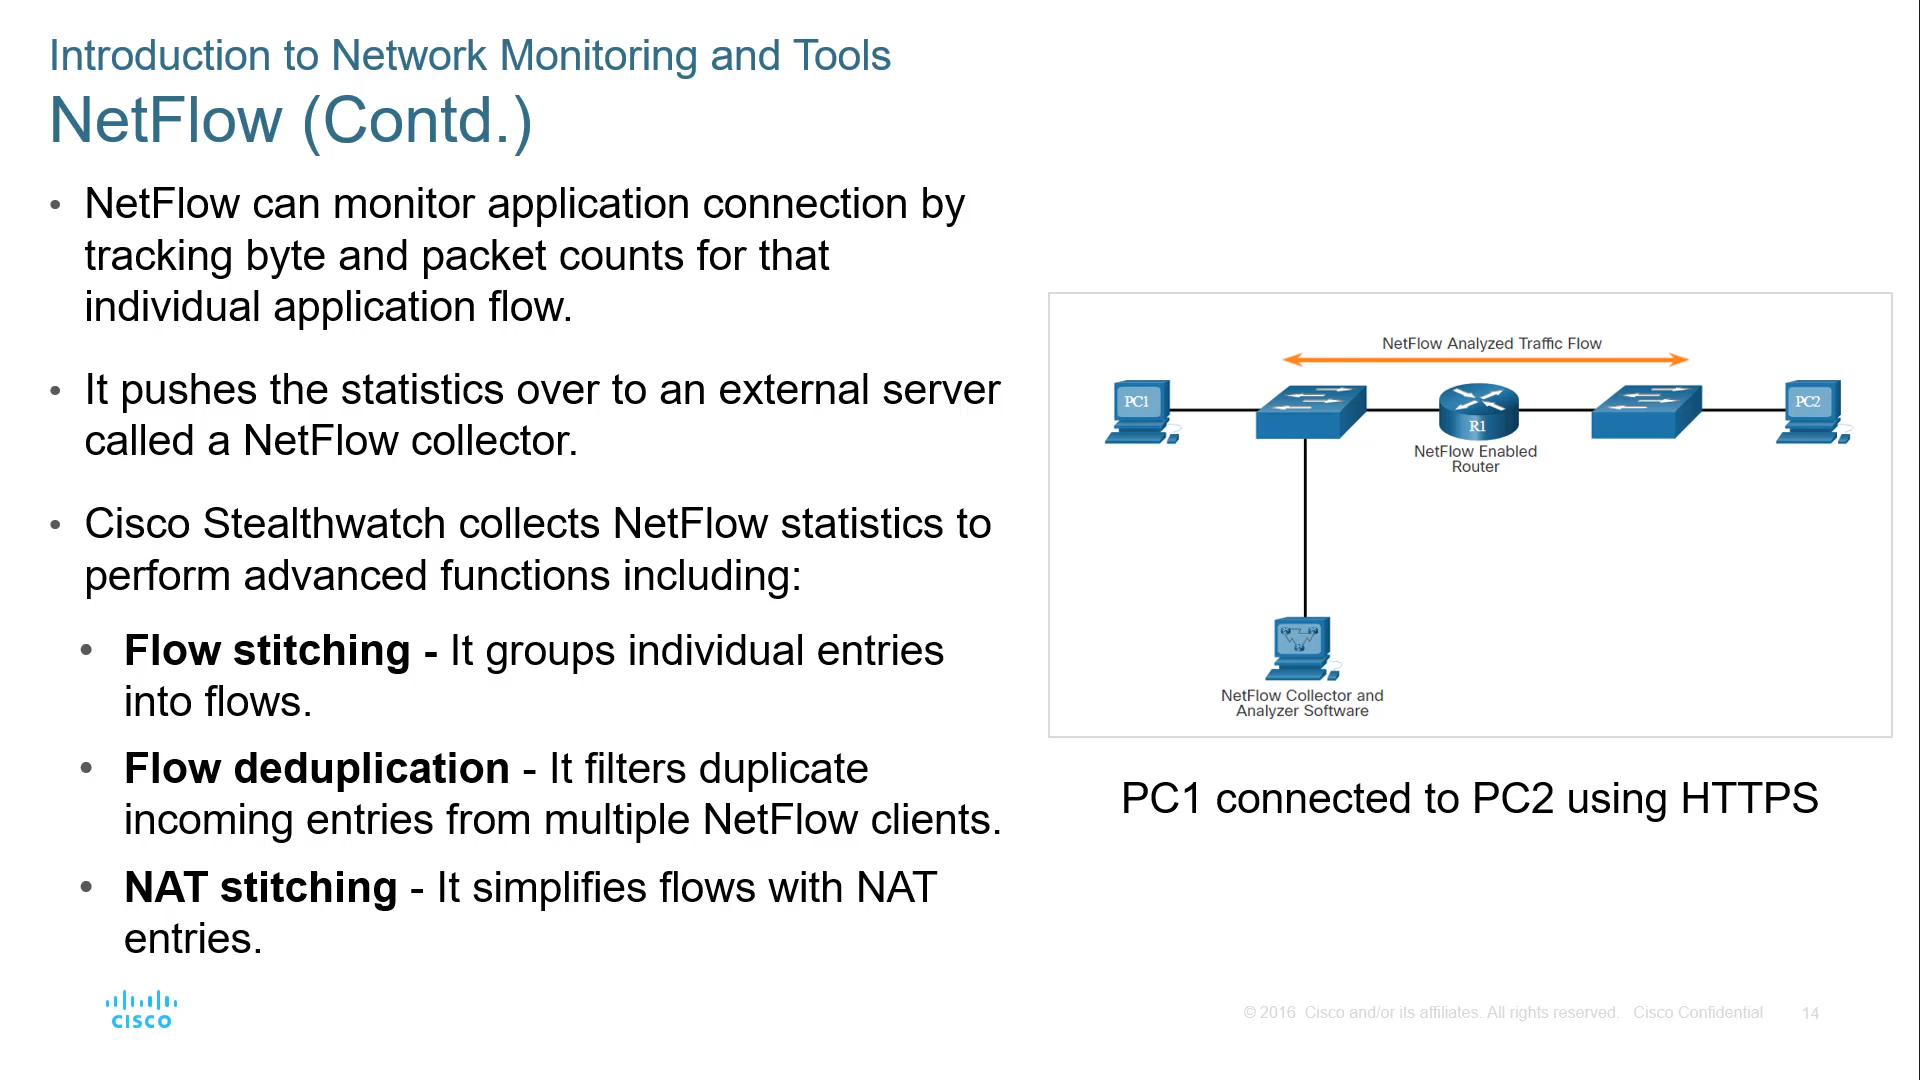 Introduction to Network Monitoring and Tools
NetFlow (Contd.)
• NetFlow can monitor application connection by
tracking byte and packet counts for that
individual application flow.
• It pushes the statistics over to an external server
called a NetFlow collector.
• Cisco Stealthwatch collects NetFlow statistics to
perform advanced functions including:
• Flow stitching - It groups individual entries
into flows.
• Flow deduplication - It filters duplicate
incoming entries from multiple NetFlow clients.
• NAT stitching - It simplifies flows with NAT
entries.
NetFlow Analyzed Traffic Flow
PC1
R1
PC2
NetFlow Enabled
Router
NetFlow Collector and
Analyzer Software
PC1 connected to PC2 using HTTPS
CISCO
© 2016 Cisco and/or its affiliates. All rights reserved. Cisco Confidential
14